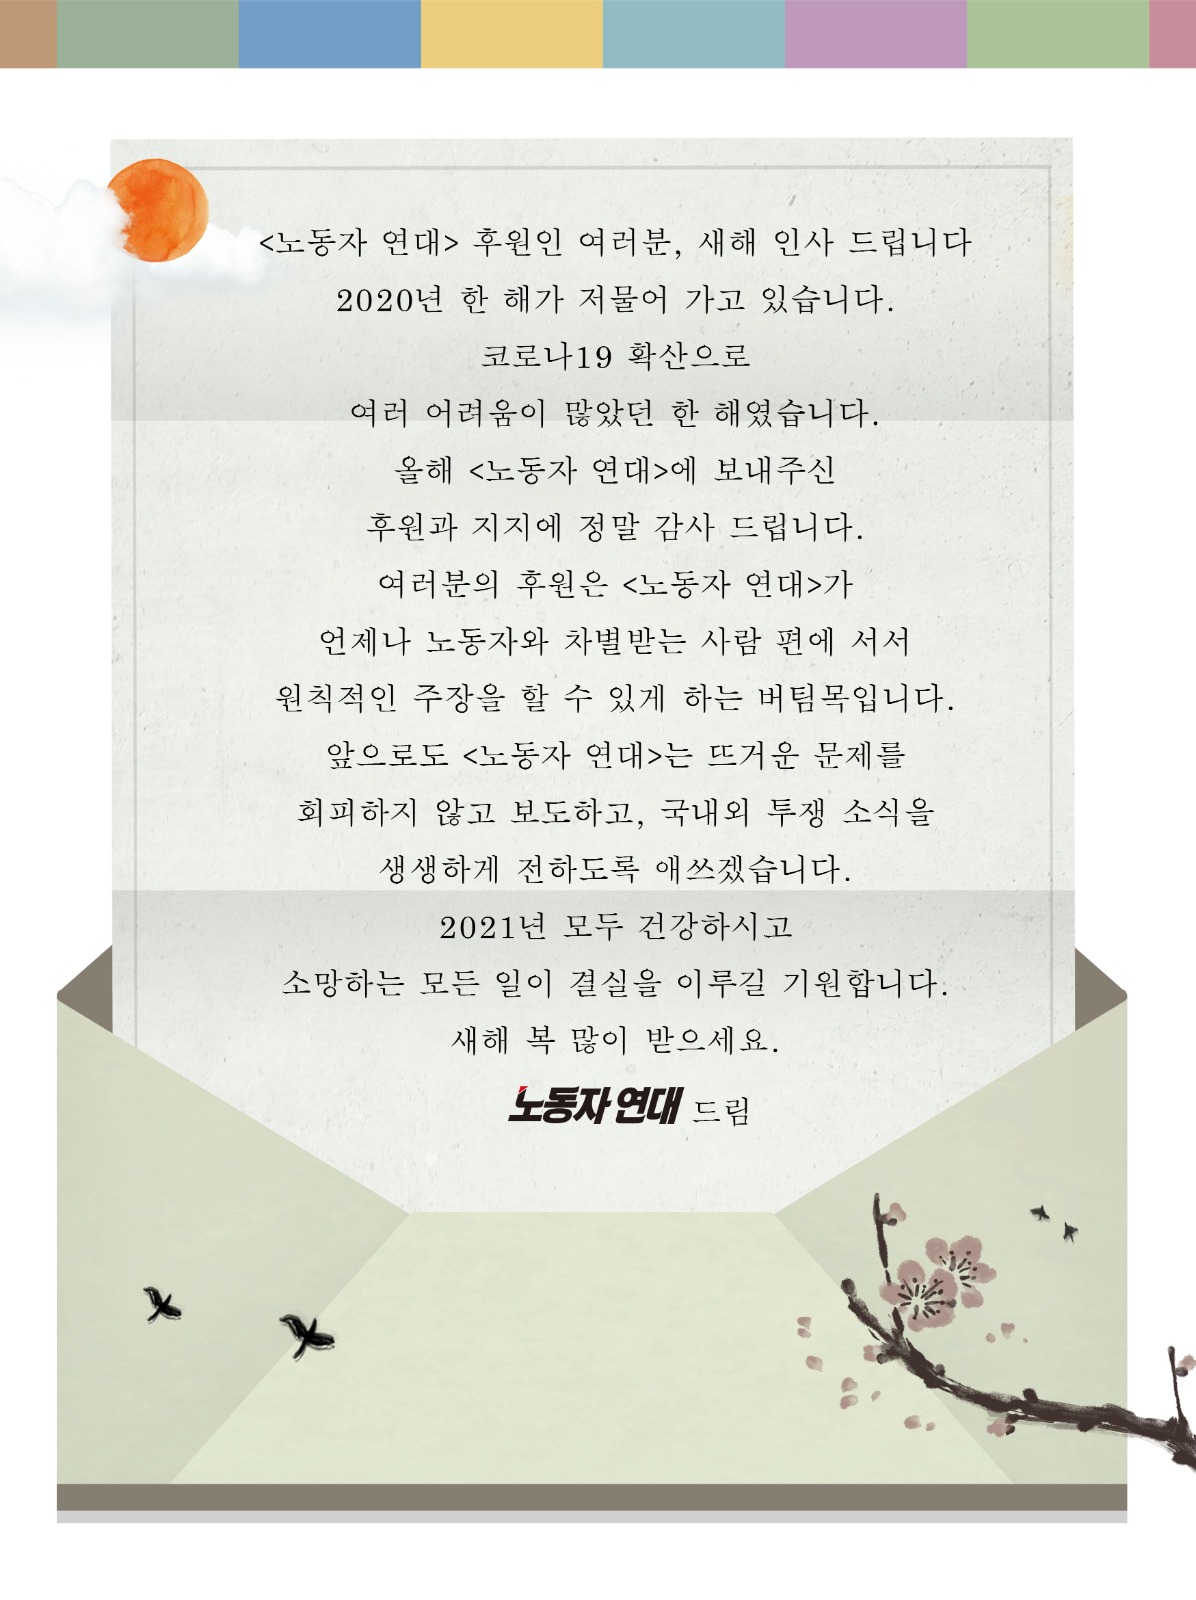 <노동자 연대> 후원인 여러분, 새해 인사 드립니다
2020년 한 해가 저물어 가고 있습니다.
코로나19 확산으로
여러 어려움이 많았던 한 해였습니다.
올해 <노동자 연대>에 보내주신
후원과 지지에 정말 감사 드립니다.
여러분의 후원은 <노동자 연대>가
언제나 노동자와 차별받는 사람 편에 서서
원칙적인 주장을 할 수 있게 하는 버팀목입니다.
앞으로도 <노동자 연대>는 뜨거운 문제를
회피하지 않고 보도하고, 국내외 투쟁 소식을
생생하게 전하도록 애쓰겠습니다.
2021년 모두 건강하시고
소망하는 모든 일이 결실을 이루길 기원합니다.
새해 복 많이 받으세요.
노동자 연대 드림